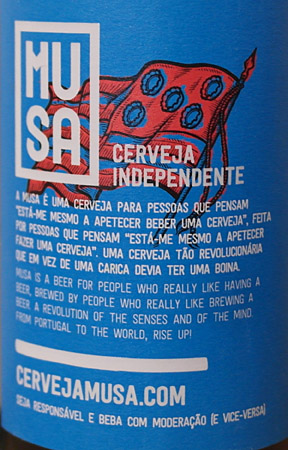 MU
SA
CERVEJA
INDEPENDENTE
A MUSA É UMA CERVEJA PARA PESSOAS QUE PENSAM
"ESTÁ-ME MESMO A APETECER BEBER UMA CERVEJA", FEITA
POR PESSOAS QUE PENSAM "ESTÁ-ME MESMO A APETECER
FAZER UMA CERVEJA". UMA CERVEJA TÃO REVOLUCIONÁRIA
QUE EM VEZ DE UMA CARICA DEVIA TER UMA BOINA.
MUSA IS A BEER FOR PEOPLE WHO REALLY LIKE HAVING A
BEER, BREWED BY PEOPLE WHO REALLY LIKE BREWING A
BEER. A REVOLUTION OF THE SENSES AND OF THE MIND.
FROM PORTUGAL TO THE WORLD, RISE UP!
CERVEJAMUSA.COM
SEJA RESPONSÁVEL E BEBA COM MODERAÇÃO (E VICE-VERSA)